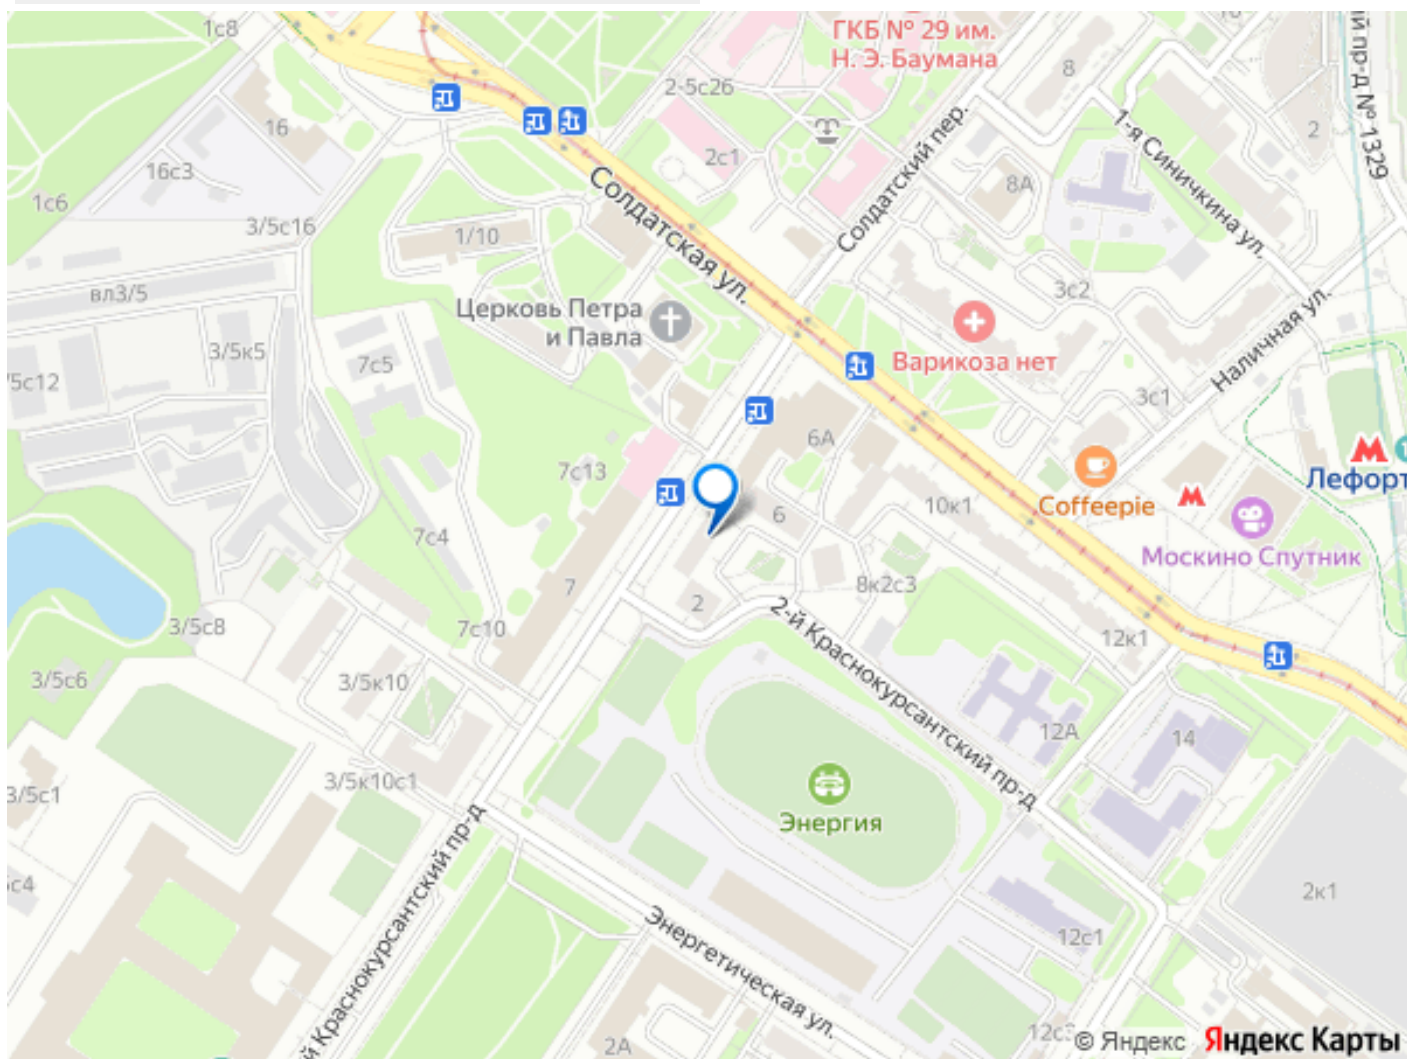 1с8
ГКБ № 29 им.
Н. Э. Баумана
8
2-5с26
16
2с1
1-я Синичкина ул.
2
й пр-д № 1329
16с3
1с6
8А
Солдатский пер.
Солдатская ул.
3/5с16
1/10
3с2
вл3/5
Церковь Петра
и Павла
Варикоза нет
Наличная ул.
3/5к5
7с5
/5с12
3с1
6А
7с13
Coffeepie
Лефорт
10к1
6
7с4
Москино Спутник
7
2
8к2с3
2-й Краснокурсантский пр-д
3/5с8
7с10
12к1
3/5с6
3/5к10
12А
14
3/5к10с1
3/5с1
Энергия
й Краснокурсантский пр-д
с4
2к1
Энергетическая ул.
12с1
2А
© Яндекс Яндекс Карты